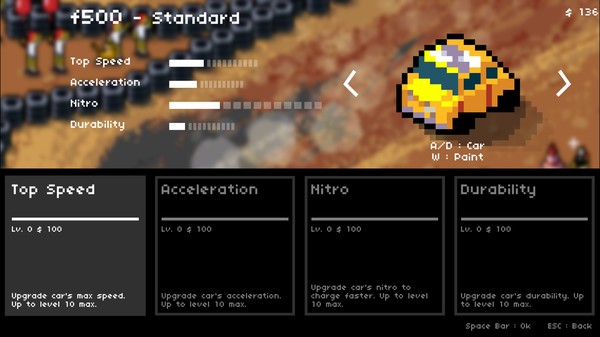 f500 - Standard
$ 136
Top Speed
Acceleration
Nitro
Durability
A/D : Car
W : Paint
Top Speed
Lv. 0 $ 100
Upgrade car's max speed.
Up to level 10 max.
Acceleration
Lv. 0 $ 100
Upgrade car's acceleration.
Up to level 10 max.
Nitro
Lv. 0 $ 100
Upgrade car's nitro to
charge faster. Up to level
10 max.
Durability
Lv. 0 $ 100
Upgrade car's durability. Up
to level 10 max.
Space Bar : Ok ESC : Back